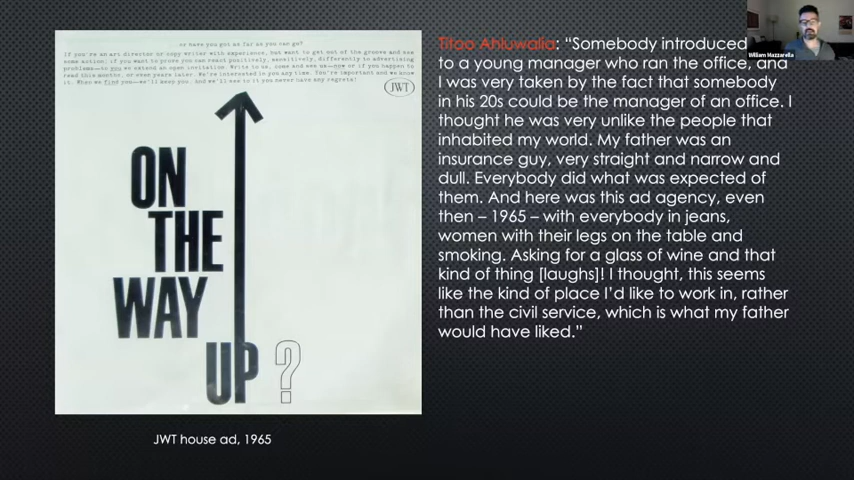 or have you got as far as you can go?
If you're an art director or copy writer with experience, but want to get out of the groove and see
some action; if you want to prove you can react positively, sensitively, differently to advertising
problems—to you we extend an open invitation. Write to us, come and see us—now or if you happen to
read this month, or even years later. We're interested in you any time. You're important and we know
it. When we find you—we'll keep you. And we'll see to it you never have any regrets!
JWT
ON
THE
WAY
UP ?
JWT house ad, 1965
Titoo Ahluwalia: “Somebody introduced
to a young manager who ran the office, and
I was very taken by the fact that somebody
in his 20s could be the manager of an office. I
thought he was very unlike the people that
inhabited my world. My father was an
insurance guy, very straight and narrow and
dull. Everybody did what was expected of
them. And here was this ad agency, even
then – 1965 – with everybody in jeans,
women with their legs on the table and
smoking. Asking for a glass of wine and that
kind of thing [laughs]! I thought, this seems
like the kind of place I’d like to work in, rather
than the civil service, which is what my father
would have liked.”
William Mazzarella